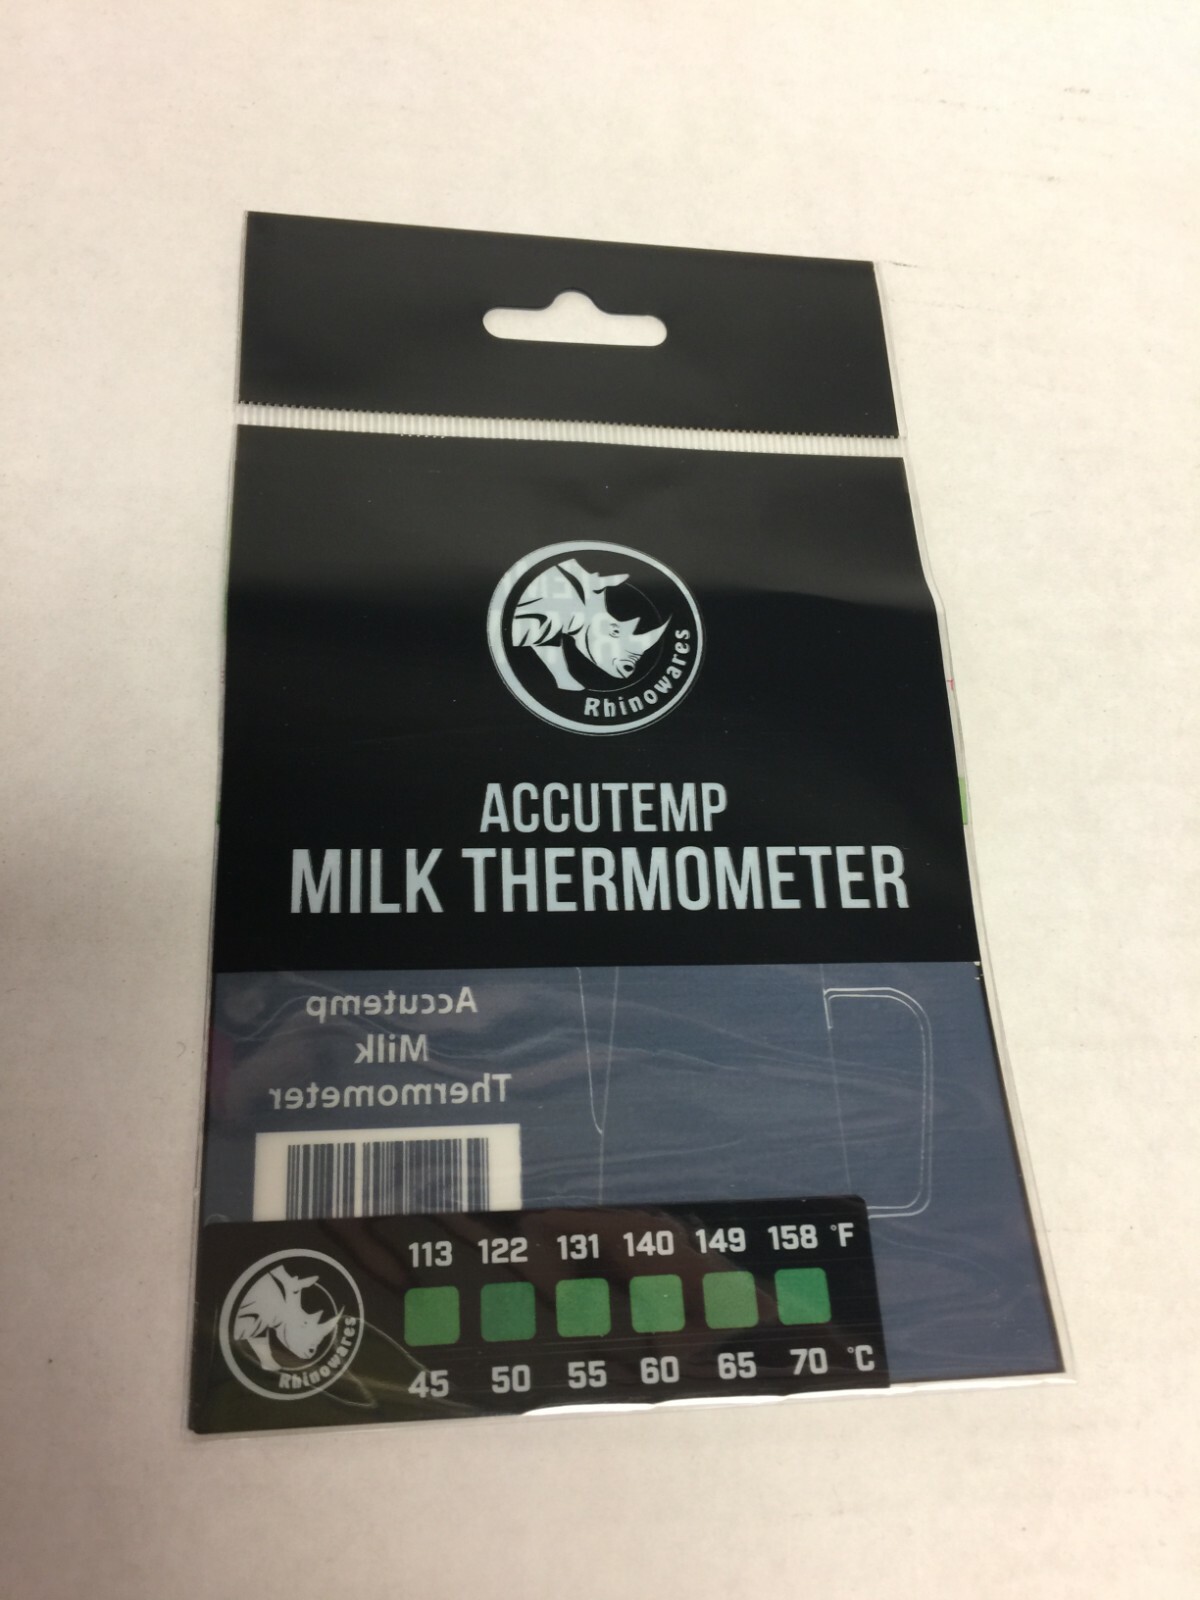 Rhinowares
ACCUTEMP
MILK THERMOMETER
Accutemp
Milk
Thermometer
113 122 131 140 149 158 °F
Rhinowares
45 50 55 60 65 70 °C